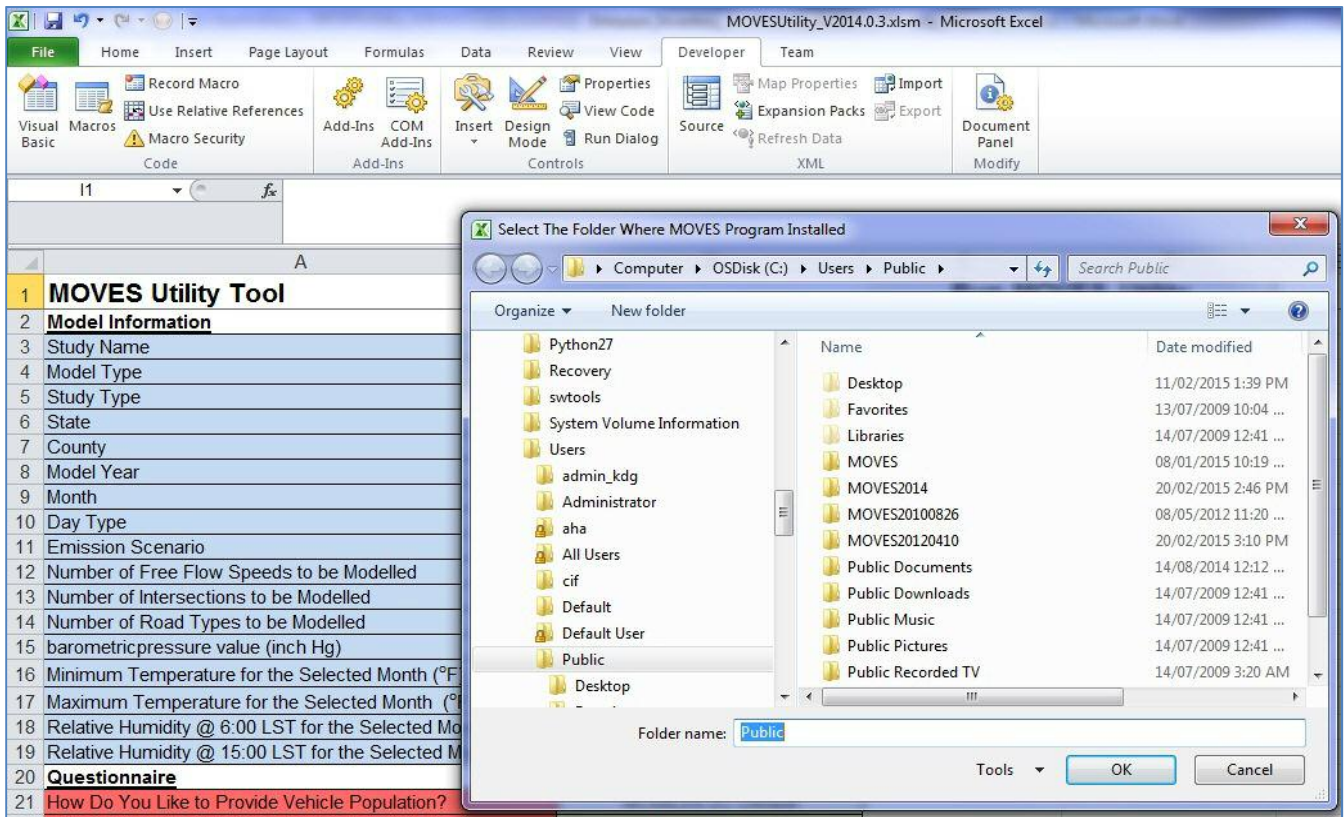 MOVESUtility_V2014.0.3.xlsm - Microsoft Excel
File Home Insert Page Layout Formulas Data Review View Developer Team
Visual Basic
Macros
Record Macro
Use Relative References
Macro Security
Code
Add-Ins
COM Add-Ins
Add-Ins
Insert
Design Mode
Properties
View Code
Run Dialog
Controls
Source
Map Properties
Expansion Packs
Refresh Data
Import
Export
XML
Document Panel
Modify
I1 fx
A
1 MOVES Utility Tool
2 Model Information
3 Study Name
4 Model Type
5 Study Type
6 State
7 County
8 Model Year
9 Month
10 Day Type
11 Emission Scenario
12 Number of Free Flow Speeds to be Modelled
13 Number of Intersections to be Modelled
14 Number of Road Types to be Modelled
15 barometricpressure value (inch Hg)
16 Minimum Temperature for the Selected Month (°F
17 Maximum Temperature for the Selected Month (°
18 Relative Humidity @ 6:00 LST for the Selected Mo
19 Relative Humidity @ 15:00 LST for the Selected M
20 Questionnaire
21 How Do You Like to Provide Vehicle Population?
Select The Folder Where MOVES Program Installed
Computer OSDisk (C:) Users Public
Search Public
Organize New folder
Python27
Recovery
swtools
System Volume Information
Users
admin_kdg
Administrator
aha
All Users
cif
Default
Default User
Public
Desktop
Name Date modified
Desktop 11/02/2015 1:39 PM
Favorites 13/07/2009 10:04 ...
Libraries 14/07/2009 12:41 ...
MOVES 08/01/2015 10:19 ...
MOVES2014 20/02/2015 2:46 PM
MOVES20100826 08/05/2012 11:20 ...
MOVES20120410 20/02/2015 3:10 PM
Public Documents 14/08/2014 12:12 ...
Public Downloads 14/07/2009 12:41 ...
Public Music 14/07/2009 12:41 ...
Public Pictures 14/07/2009 12:41 ...
Public Recorded TV 14/07/2009 3:20 AM
Folder name: Public
Tools OK Cancel